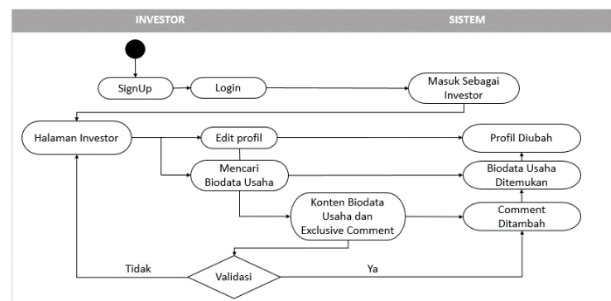 INVESTOR
SISTEM
SignUp
Login
Masuk Sebagai
Investor
Halaman Investor
Edit profil
Profil Diubah
Mencari
Biodata Usaha
Biodata Usaha
Ditemukan
Konten Biodata
Usaha dan
Exclusive Comment
Comment
Ditambah
Tidak
Validasi
Ya